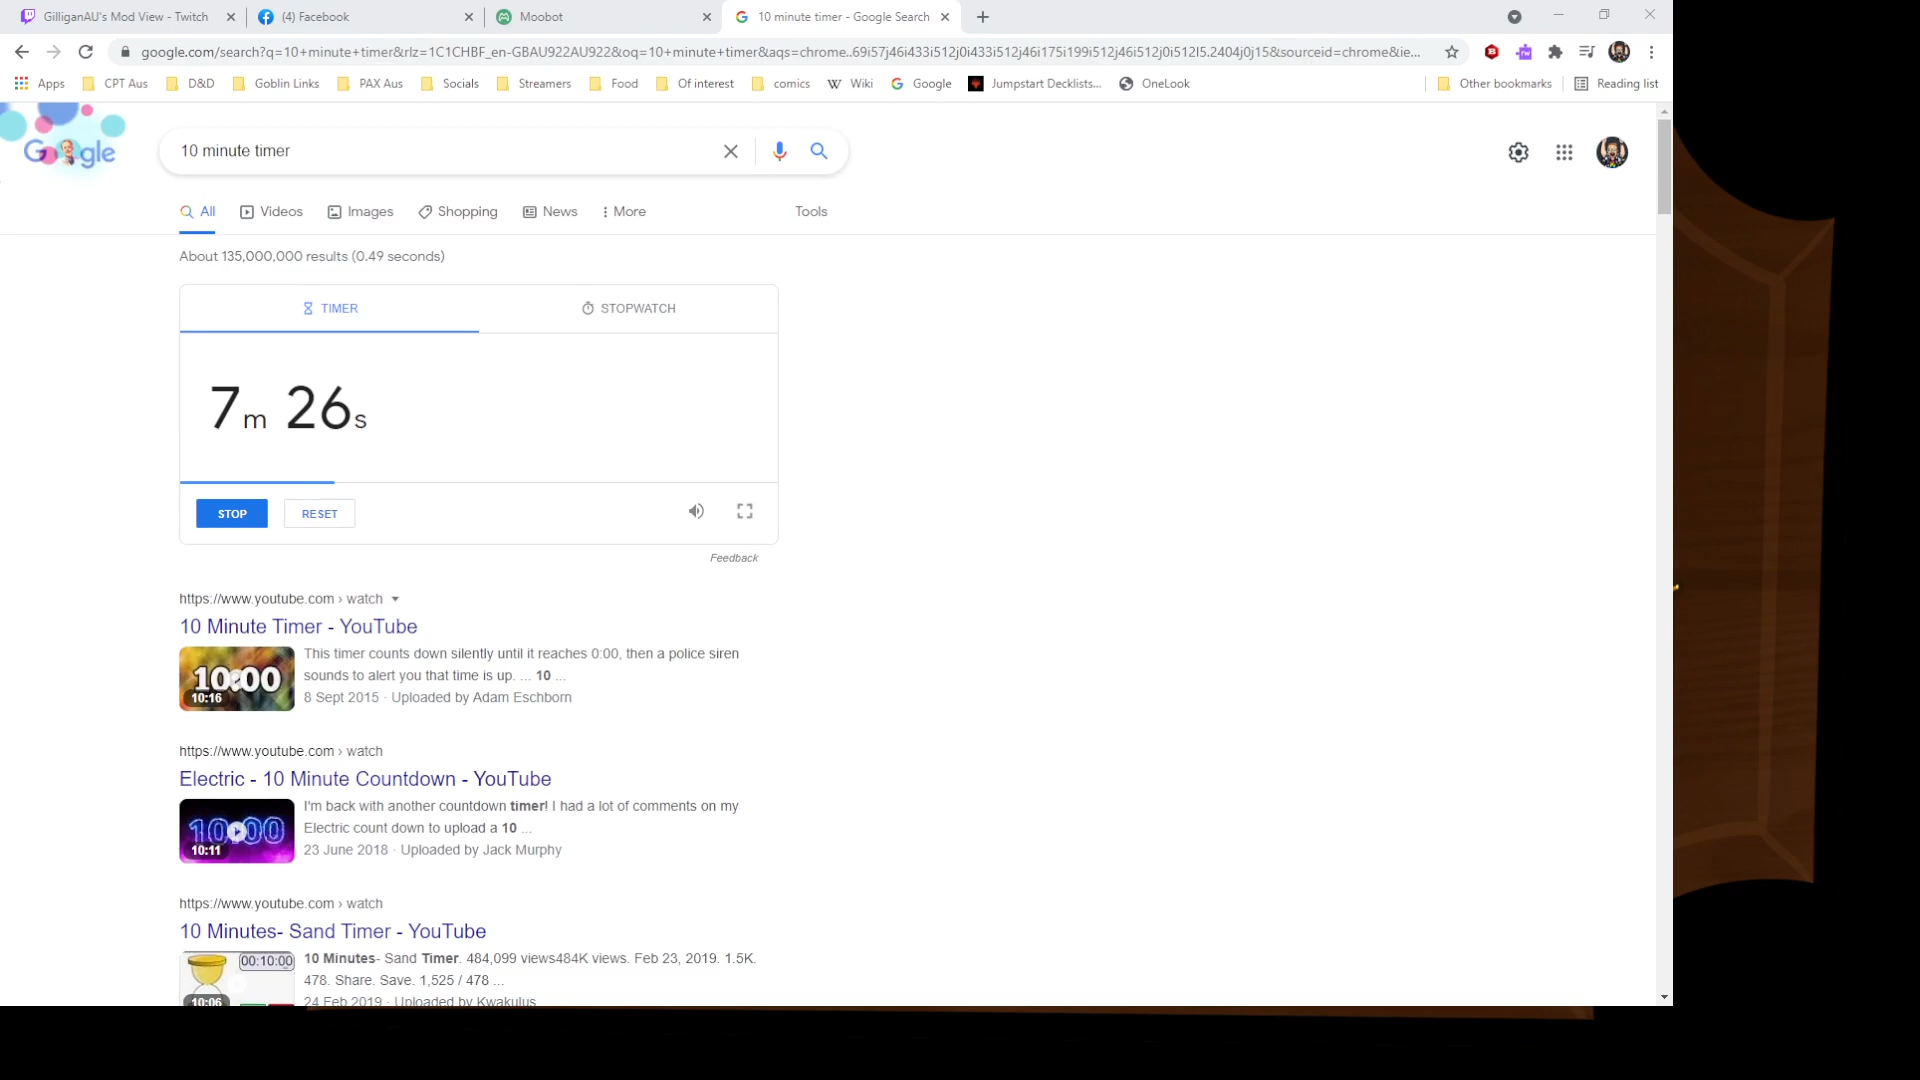 GilliganAU's Mod View - Twitch
(4) Facebook
Moobot
10 minute timer - Google Search
google.com/search?q=10+minute+timer&rlz=1C1CHBF_en-GBAU922AU922&oq=10+minute+timer&aqs=chrome..69i57j46i433i512j0i433i512j46i175i199i512j46i512j0i512l5.2404j0j15&sourceid=chrome&ie...
Apps
CPT Aus
D&D
Goblin Links
PAX Aus
Socials
Streamers
Food
Of interest
comics
W Wiki
Google
Jumpstart Decklists...
OneLook
Other bookmarks
Reading list
Google
10 minute timer
All
Videos
Images
Shopping
News
More
Tools
About 135,000,000 results (0.49 seconds)
TIMER
STOPWATCH
7m 26s
STOP
RESET
Feedback
https://www.youtube.com › watch
10 Minute Timer - YouTube
10:00
10:16
This timer counts down silently until it reaches 0:00, then a police siren
sounds to alert you that time is up. ... 10 ...
8 Sept 2015 · Uploaded by Adam Eschborn
https://www.youtube.com › watch
Electric - 10 Minute Countdown - YouTube
10:00
10:11
I'm back with another countdown timer! I had a lot of comments on my
Electric count down to upload a 10 ...
23 June 2018 · Uploaded by Jack Murphy
https://www.youtube.com › watch
10 Minutes- Sand Timer - YouTube
00:10:00
10:06
10 Minutes- Sand Timer. 484,099 views484K views. Feb 23, 2019. 1.5K.
478. Share. Save. 1,525 / 478 ...
24 Feb 2019 · Uploaded by Kwakulus